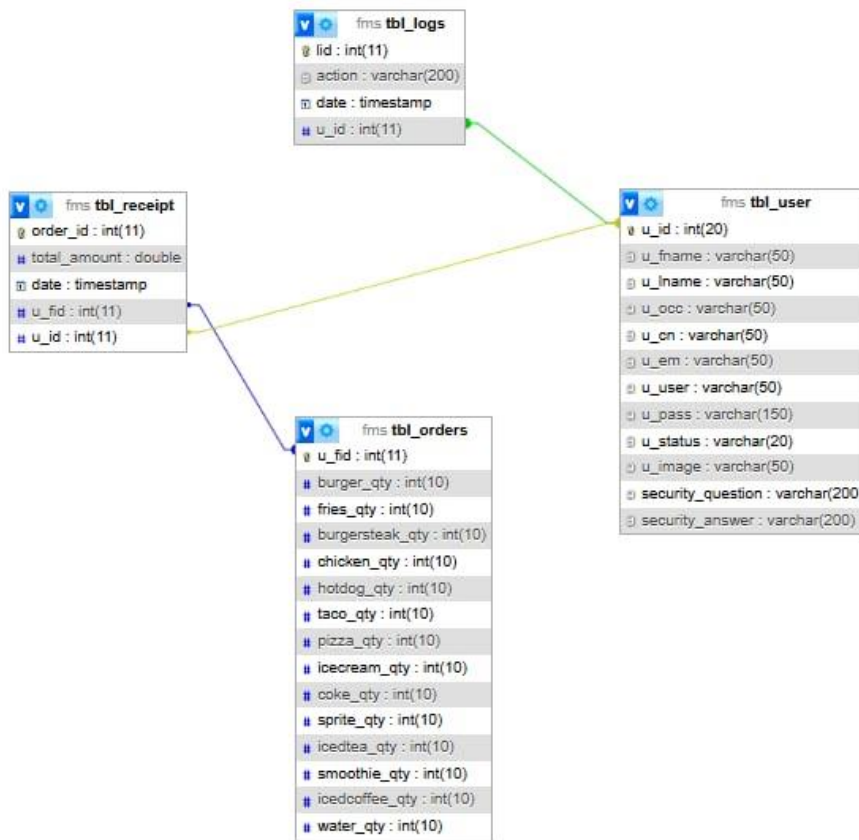 fms tbl_logs
lid : int(11)
action : varchar(200)
date : timestamp
# u_id : int(11)
fms tbl_receipt
order_id : int(11)
# total_amount : double
date : timestamp
# u_fid : int(11)
# u_id : int(11)
fms tbl_user
u_id : int(20)
u_fname : varchar(50)
u_lname : varchar(50)
u_occ : varchar(50)
u_cn : varchar(50)
u_em : varchar(50)
u_user : varchar(50)
u_pass : varchar(150)
u_status : varchar(20)
u_image : varchar(50)
security_question : varchar(200
security_answer : varchar(200)
fms tbl_orders
u_fid : int(11)
# burger_qty : int(10)
# fries_qty : int(10)
# burgersteak_qty : int(10)
# chicken_qty : int(10)
# hotdog_qty : int(10)
# taco_qty : int(10)
# pizza_qty : int(10)
# icecream_qty : int(10)
# coke_qty : int(10)
# sprite_qty : int(10)
# icedtea_qty : int(10)
# smoothie_qty : int(10)
# icedcoffee_qty : int(10)
# water_qty : int(10)